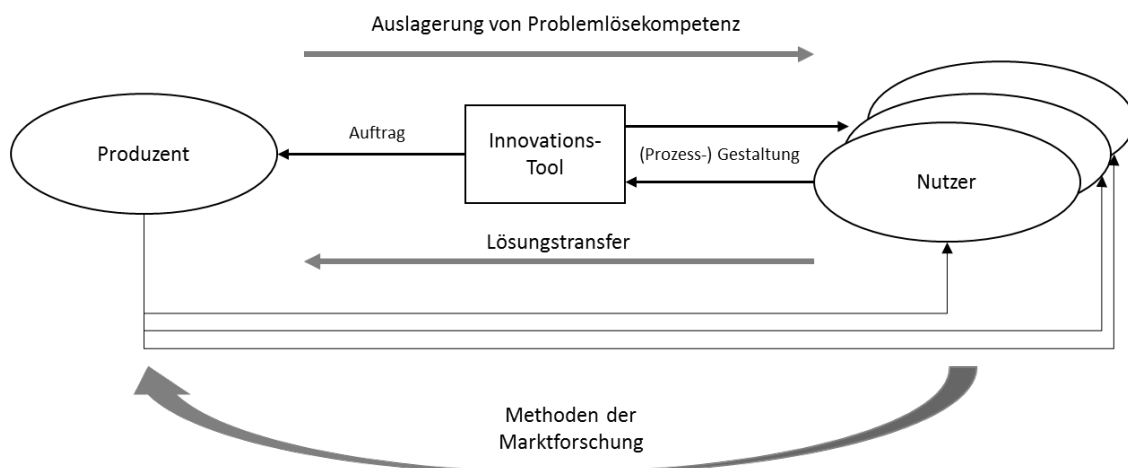 Auslagerung von Problemlösekompetenz
Produzent
Auftrag
Innovations-
Tool
(Prozess-) Gestaltung
Nutzer
Lösungstransfer
Methoden der
Marktforschung